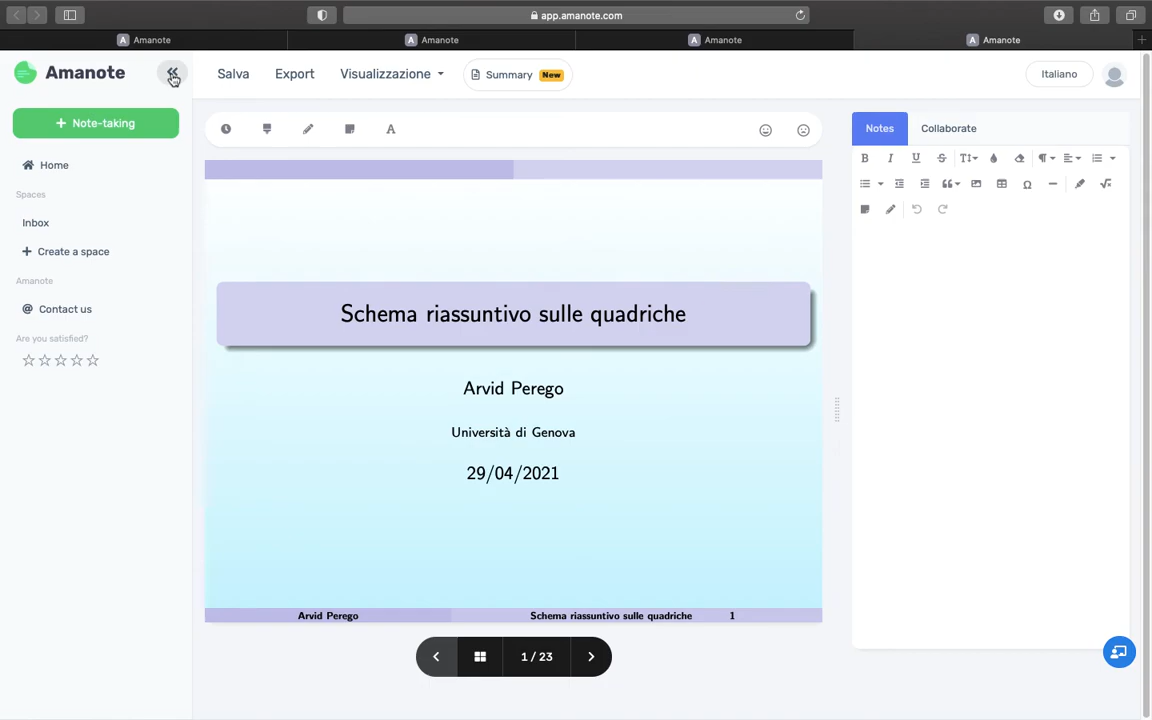 app.amanote.com
A Amanote
A Amanote
A Amanote
A Amanote
Amanote
Salva
Export
Visualizzazione
Summary New
Italiano
+ Note-taking
Home
Spaces
Inbox
+ Create a space
Amanote
@ Contact us
Are you satisfied?
A
Schema riassuntivo sulle quadriche
Arvid Perego
Università di Genova
29/04/2021
Arvid Perego
Schema riassuntivo sulle quadriche 1
1 / 23
Notes
Collaborate
B I U S T
Ω